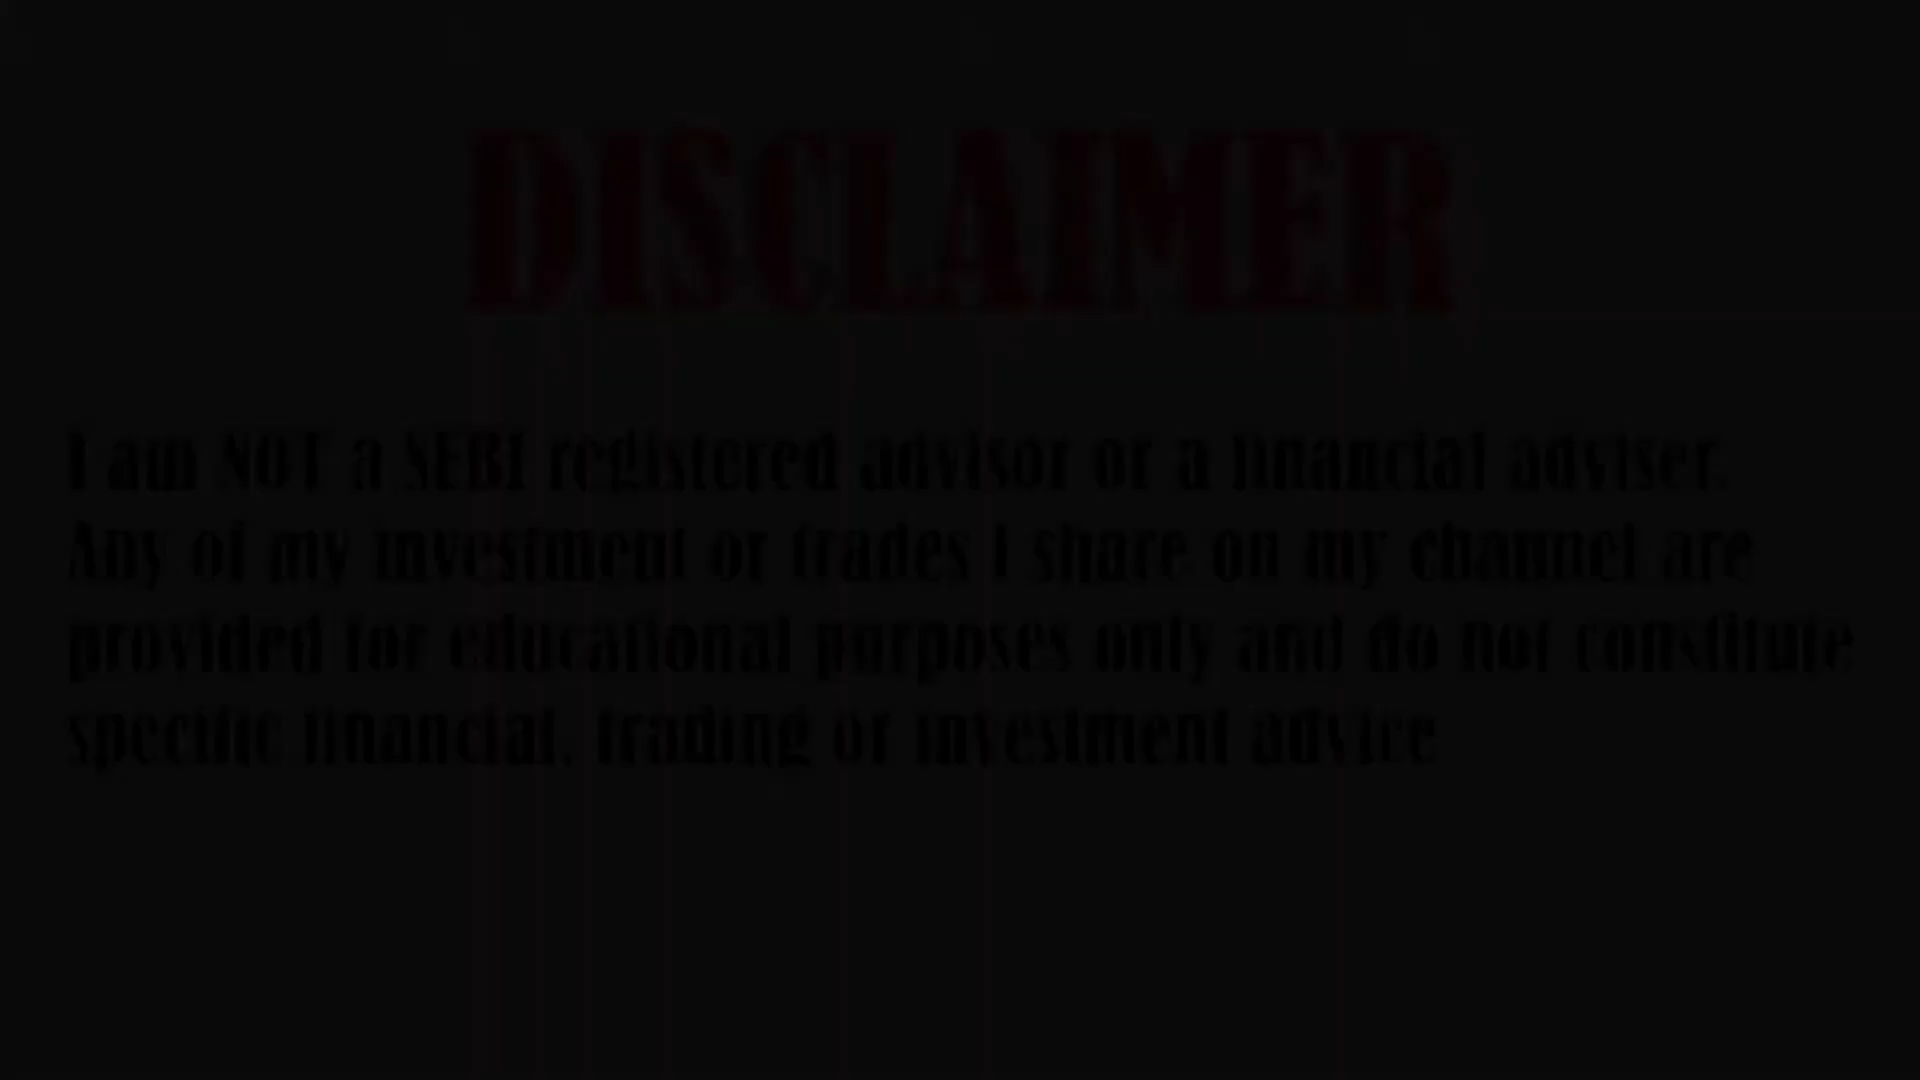 DISCLAIMER
I am NOT a SEBI registered advisor or a financial adviser.
Any of my investment or trades I share on my channel are
provided for educational purposes only and do not constitute
specific financial, trading or investment advice